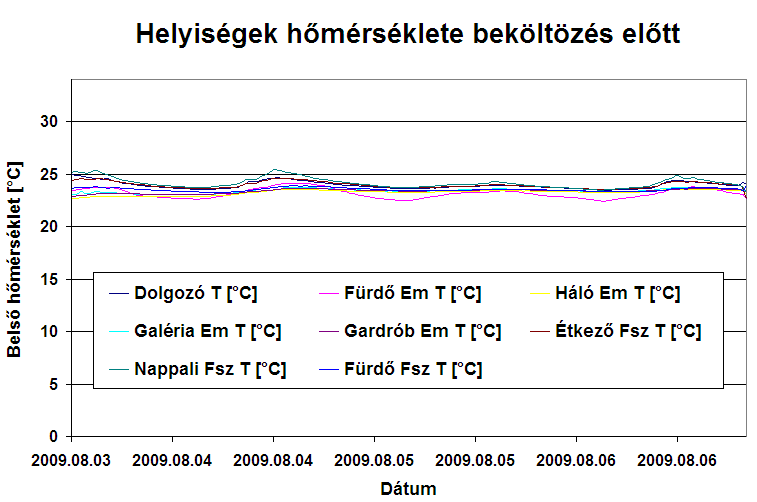 Helyiségek hőmérséklete beköltözés előtt
Belső hőmérséklet [°C]
30
25
20
15
10
5
0
Dolgozó T [°C] Fürdő Em T [°C] Háló Em T [°C]
Galéria Em T [°C] Gardrób Em T [°C] Étkező Fsz T [°C]
Nappali Fsz T [°C] Fürdő Fsz T [°C]
2009.08.03 2009.08.04 2009.08.04 2009.08.05 2009.08.05 2009.08.06 2009.08.06
Dátum